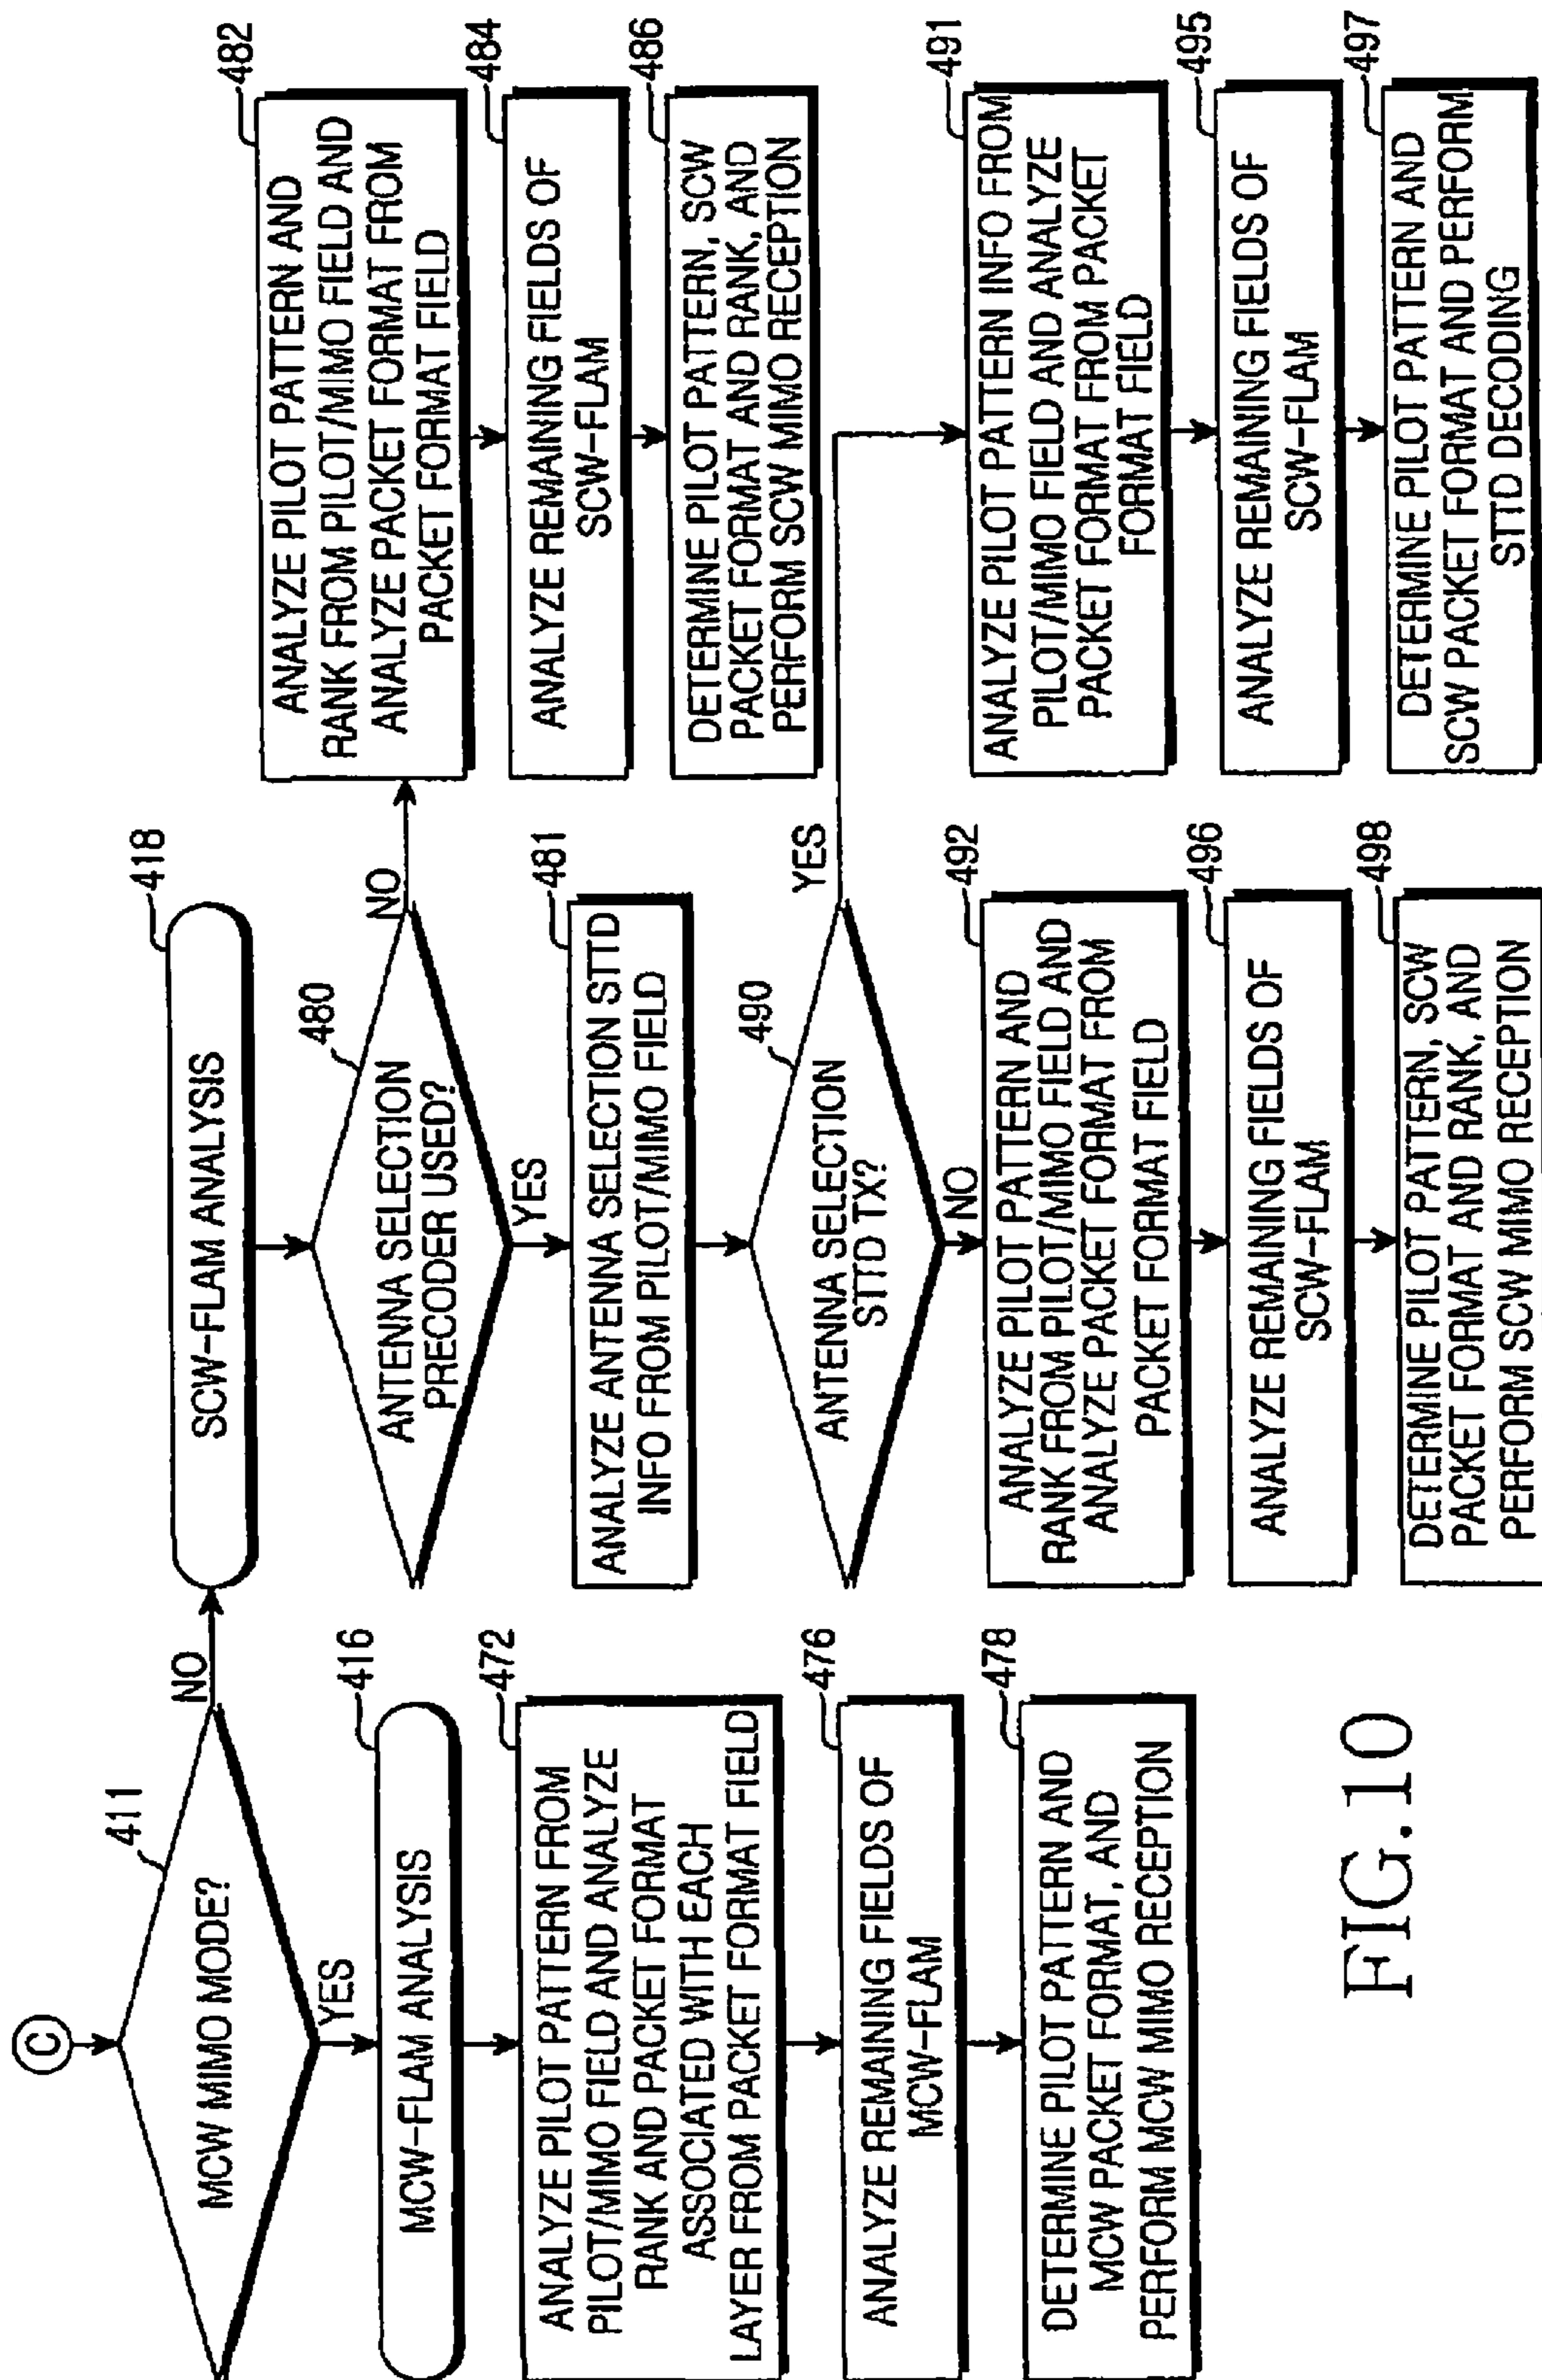 C
MCW MIMO MODE?
411
YES
NO
MCW-FLAM ANALYSIS
416
ANALYZE PILOT PATTERN FROM
PILOT/MIMO FIELD AND ANALYZE
RANK AND PACKET FORMAT
ASSOCIATED WITH EACH
LAYER FROM PACKET FORMAT FIELD
472
ANALYZE REMAINING FIELDS OF
MCW-FLAM
476
DETERMINE PILOT PATTERN AND
MCW PACKET FORMAT, AND
PERFORM MCW MIMO RECEPTION
478
SCW-FLAM ANALYSIS
418
ANTENNA SELECTION
PRECODER USED?
480
NO
YES
ANALYZE ANTENNA SELECTION STTD
INFO FROM PILOT/MIMO FIELD
481
ANTENNA SELECTION
STTD TX?
490
YES
NO
ANALYZE PILOT PATTERN AND
RANK FROM PILOT/MIMO FIELD AND
ANALYZE PACKET FORMAT FROM
PACKET FORMAT FIELD
492
ANALYZE REMAINING FIELDS OF
SCW-FLAM
496
DETERMINE PILOT PATTERN, SCW
PACKET FORMAT AND RANK, AND
PERFORM SCW MIMO RECEPTION
498
ANALYZE PILOT PATTERN AND
RANK FROM PILOT/MIMO FIELD AND
ANALYZE PACKET FORMAT FROM
PACKET FORMAT FIELD
482
ANALYZE REMAINING FIELDS OF
SCW-FLAM
484
DETERMINE PILOT PATTERN, SCW
PACKET FORMAT AND RANK, AND
PERFORM SCW MIMO RECEPTION
486
ANALYZE PILOT PATTERN INFO FROM
PILOT/MIMO FIELD AND ANALYZE
PACKET FORMAT FROM PACKET
FORMAT FIELD
491
ANALYZE REMAINING FIELDS OF
SCW-FLAM
495
DETERMINE PILOT PATTERN AND
SCW PACKET FORMAT AND PERFORM
STTD DECODING
497
FIG.10